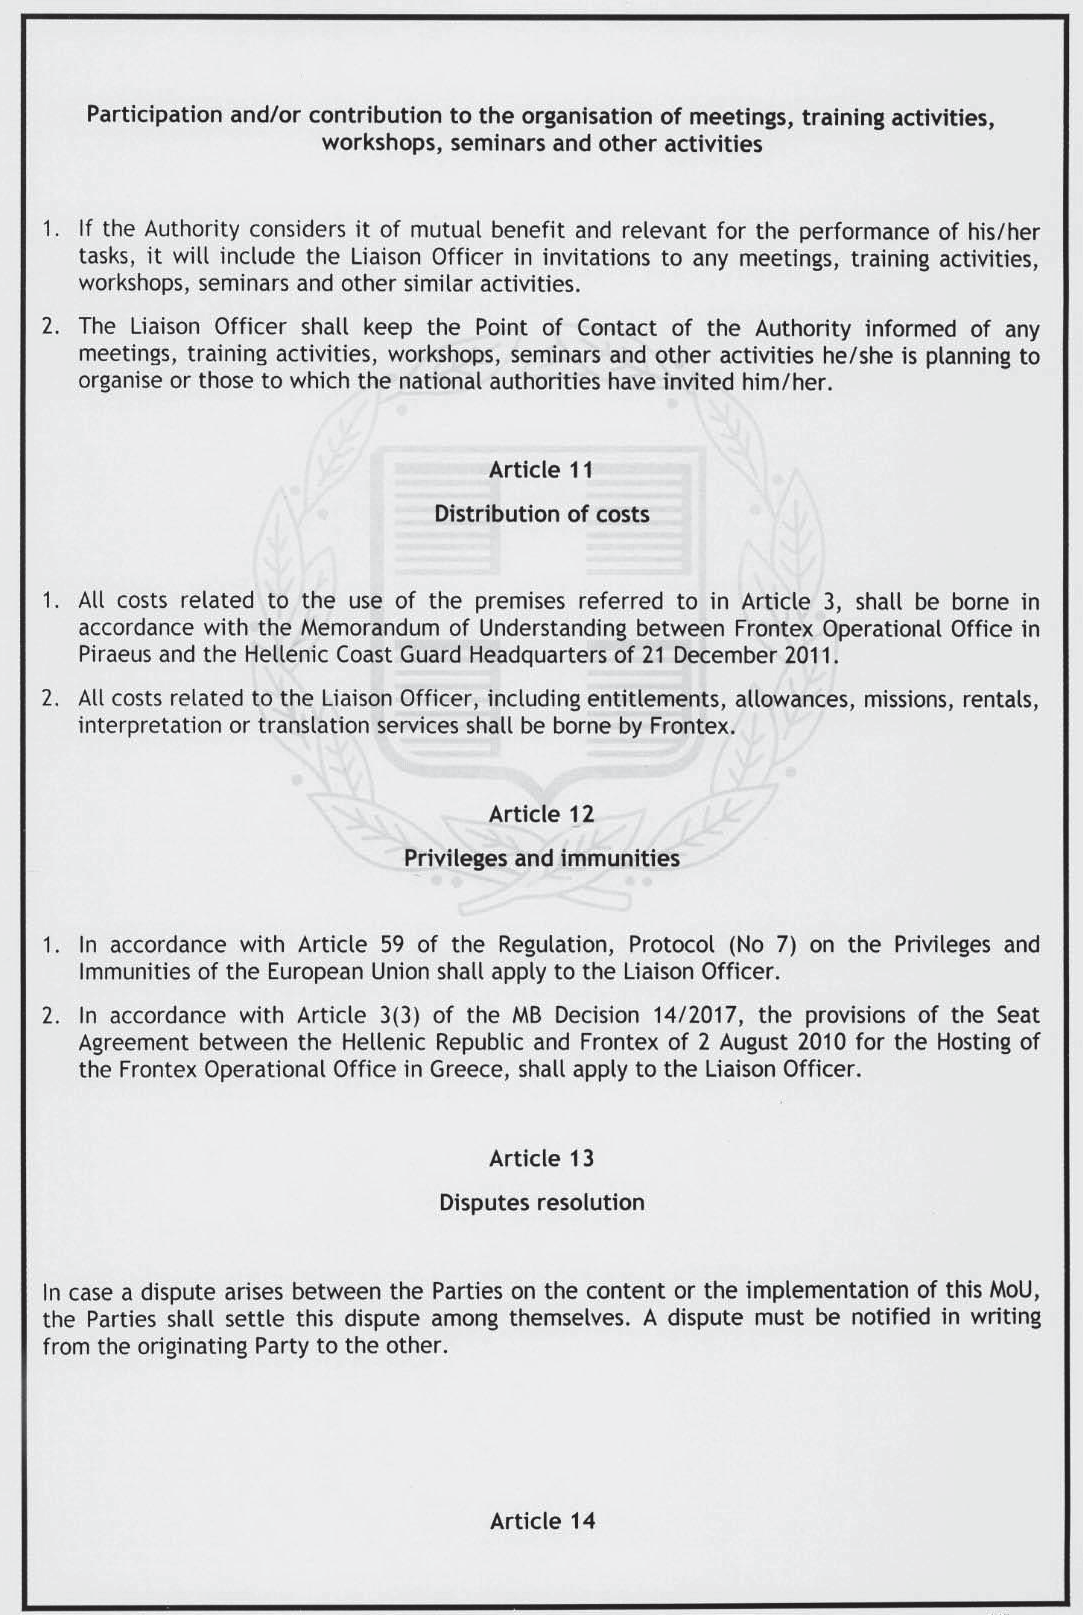 Participation and/or contribution to the organisation of meetings, training activities,
workshops, seminars and other activities
1. If the Authority considers it of mutual benefit and relevant for the performance of his/her
tasks, it will include the Liaison Officer in invitations to any meetings, training activities,
workshops, seminars and other similar activities.
2. The Liaison Officer shall keep the Point of Contact of the Authority informed of any
meetings, training activities, workshops, seminars and other activities he/she is planning to
organise or those to which the national authorities have invited him/her.
Article 11
Distribution of costs
1. All costs related to the use of the premises referred to in Article 3, shall be borne in
accordance with the Memorandum of Understanding between Frontex Operational Office in
Piraeus and the Hellenic Coast Guard Headquarters of 21 December 2011.
2. All costs related to the Liaison Officer, including entitlements, allowances, missions, rentals,
interpretation or translation services shall be borne by Frontex.
Article 12
Privileges and immunities
1. In accordance with Article 59 of the Regulation, Protocol (No 7) on the Privileges and
Immunities of the European Union shall apply to the Liaison Officer.
2. In accordance with Article 3(3) of the MB Decision 14/2017, the provisions of the Seat
Agreement between the Hellenic Republic and Frontex of 2 August 2010 for the Hosting of
the Frontex Operational Office in Greece, shall apply to the Liaison Officer.
Article 13
Disputes resolution
In case a dispute arises between the Parties on the content or the implementation of this MoU,
the Parties shall settle this dispute among themselves. A dispute must be notified in writing
from the originating Party to the other.
Article 14